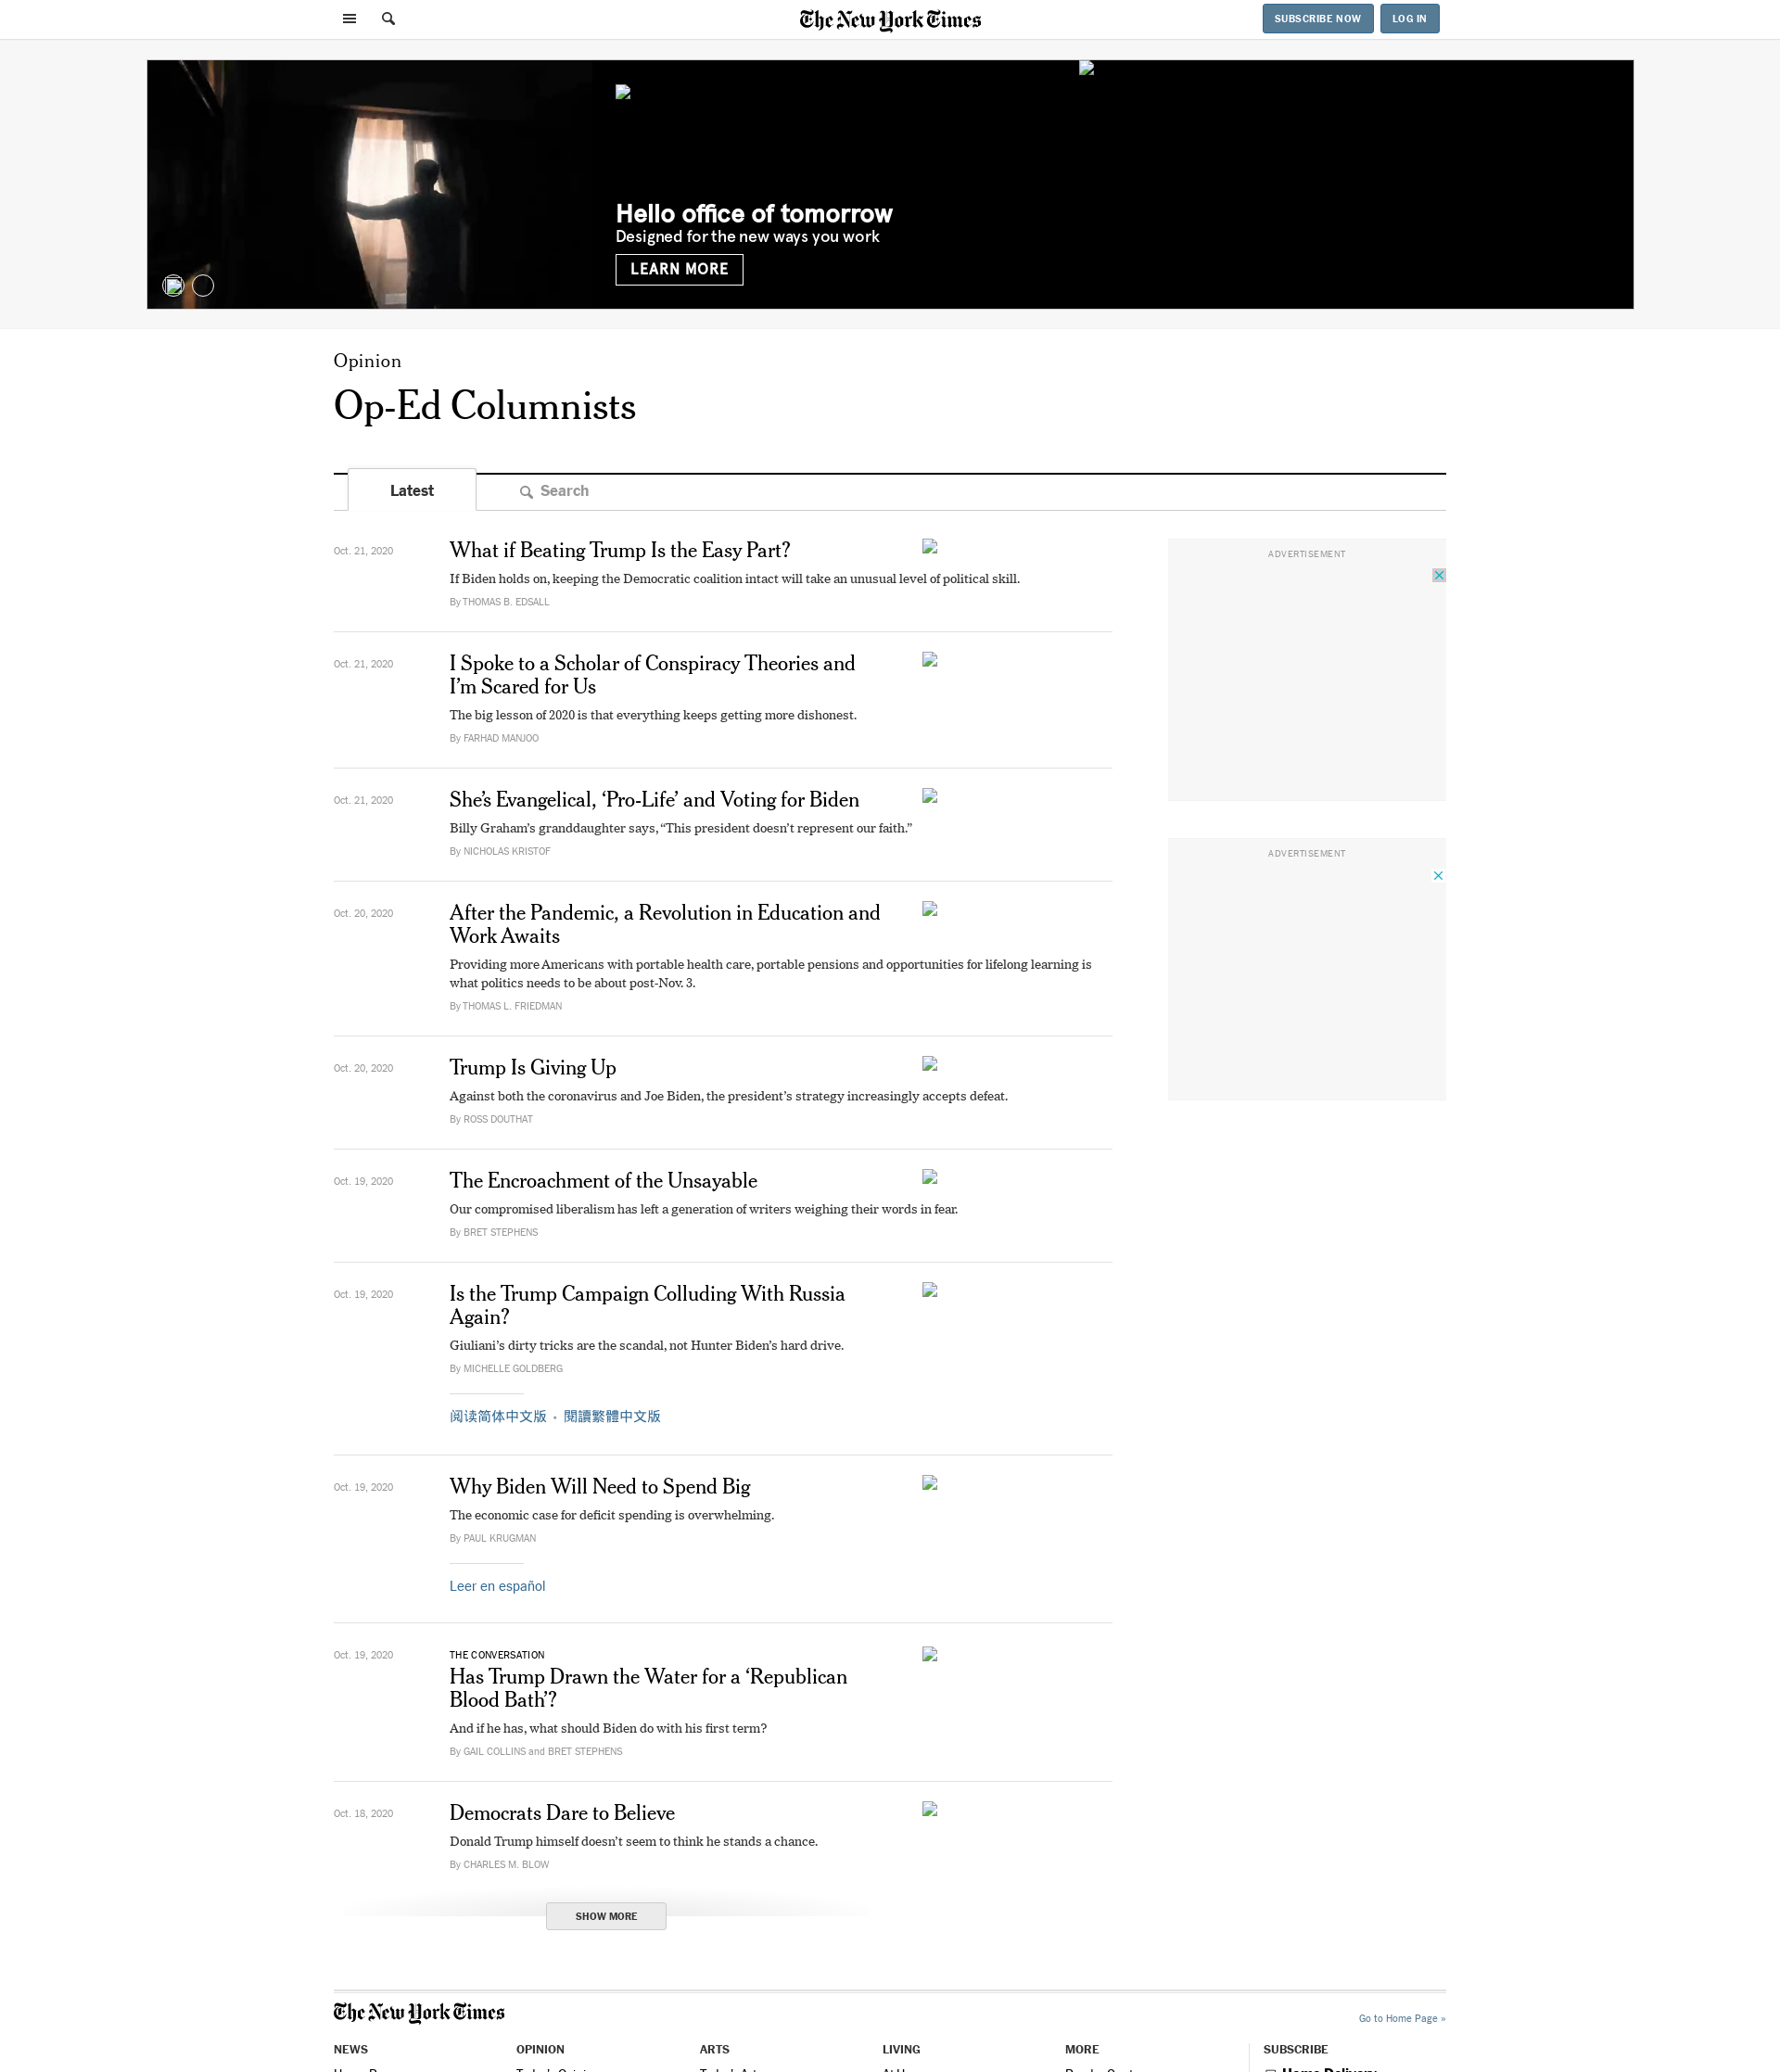 The New York Times
SUBSCRIBE NOW
LOG IN
Hello office of tomorrow
Designed for the new ways you work
LEARN MORE
Opinion
Op-Ed Columnists
Latest
Search
Oct. 21, 2020
What if Beating Trump Is the Easy Part?
If Biden holds on, keeping the Democratic coalition intact will take an unusual level of political skill.
By THOMAS B. EDSALL
ADVERTISEMENT
Oct. 21, 2020
I Spoke to a Scholar of Conspiracy Theories and
I’m Scared for Us
The big lesson of 2020 is that everything keeps getting more dishonest.
By FARHAD MANJOO
Oct. 21, 2020
She’s Evangelical, ‘Pro-Life’ and Voting for Biden
Billy Graham’s granddaughter says, “This president doesn’t represent our faith.”
By NICHOLAS KRISTOF
ADVERTISEMENT
Oct. 20, 2020
After the Pandemic, a Revolution in Education and
Work Awaits
Providing more Americans with portable health care, portable pensions and opportunities for lifelong learning is
what politics needs to be about post-Nov. 3.
By THOMAS L. FRIEDMAN
Oct. 20, 2020
Trump Is Giving Up
Against both the coronavirus and Joe Biden, the president’s strategy increasingly accepts defeat.
By ROSS DOUTHAT
Oct. 19, 2020
The Encroachment of the Unsayable
Our compromised liberalism has left a generation of writers weighing their words in fear.
By BRET STEPHENS
Oct. 19, 2020
Is the Trump Campaign Colluding With Russia
Again?
Giuliani’s dirty tricks are the scandal, not Hunter Biden’s hard drive.
By MICHELLE GOLDBERG
阅读简体中文版 • 閱讀繁體中文版
Oct. 19, 2020
Why Biden Will Need to Spend Big
The economic case for deficit spending is overwhelming.
By PAUL KRUGMAN
Leer en español
Oct. 19, 2020
THE CONVERSATION
Has Trump Drawn the Water for a ‘Republican
Blood Bath’?
And if he has, what should Biden do with his first term?
By GAIL COLLINS and BRET STEPHENS
Oct. 18, 2020
Democrats Dare to Believe
Donald Trump himself doesn’t seem to think he stands a chance.
By CHARLES M. BLOW
SHOW MORE
The New York Times
Go to Home Page »
NEWS
OPINION
ARTS
LIVING
MORE
SUBSCRIBE
Home Delivery